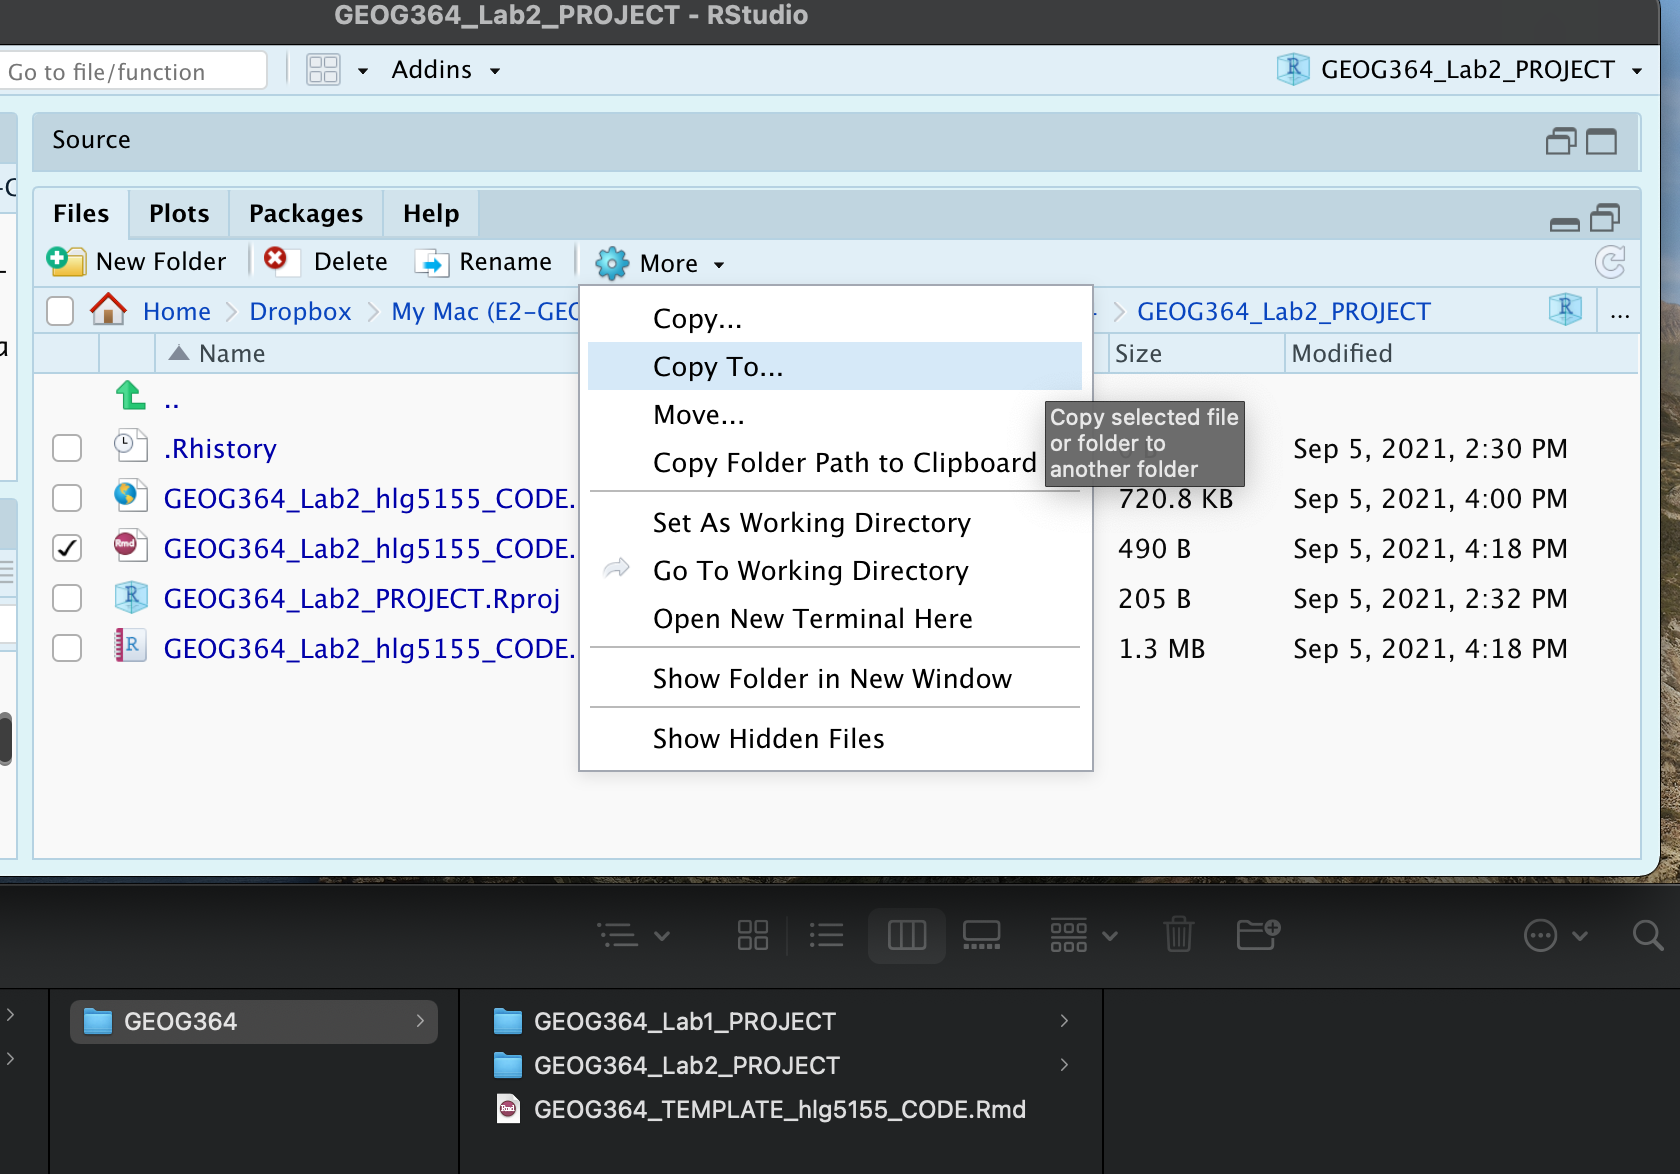 GEOG364_Lab2_PROJECT - RStudio
Go to file/function
Addins
GEOG364_Lab2_PROJECT
Source
Files Plots Packages Help
New Folder Delete Rename More
Home Dropbox My Mac (E2-GEO GEOG364_Lab2_PROJECT ...
Name Size Modified
..
.Rhistory Sep 5, 2021, 2:30 PM
GEOG364_Lab2_hlg5155_CODE. 720.8 KB Sep 5, 2021, 4:00 PM
GEOG364_Lab2_hlg5155_CODE. 490 B Sep 5, 2021, 4:18 PM
GEOG364_Lab2_PROJECT.Rproj 205 B Sep 5, 2021, 2:32 PM
GEOG364_Lab2_hlg5155_CODE. 1.3 MB Sep 5, 2021, 4:18 PM
Copy...
Copy To...
Move...
Copy Folder Path to Clipboard
Set As Working Directory
Go To Working Directory
Open New Terminal Here
Show Folder in New Window
Show Hidden Files
Copy selected file
or folder to
another folder
GEOG364
GEOG364_Lab1_PROJECT
GEOG364_Lab2_PROJECT
GEOG364_TEMPLATE_hlg5155_CODE.Rmd